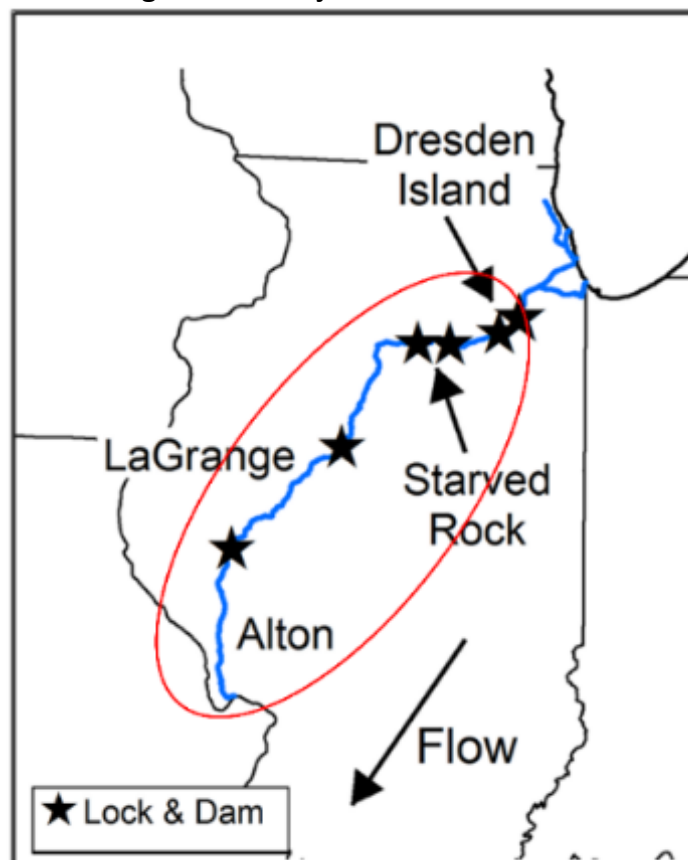 Dresden
Island
LaGrange
Starved
Rock
Alton
Flow
Lock & Dam